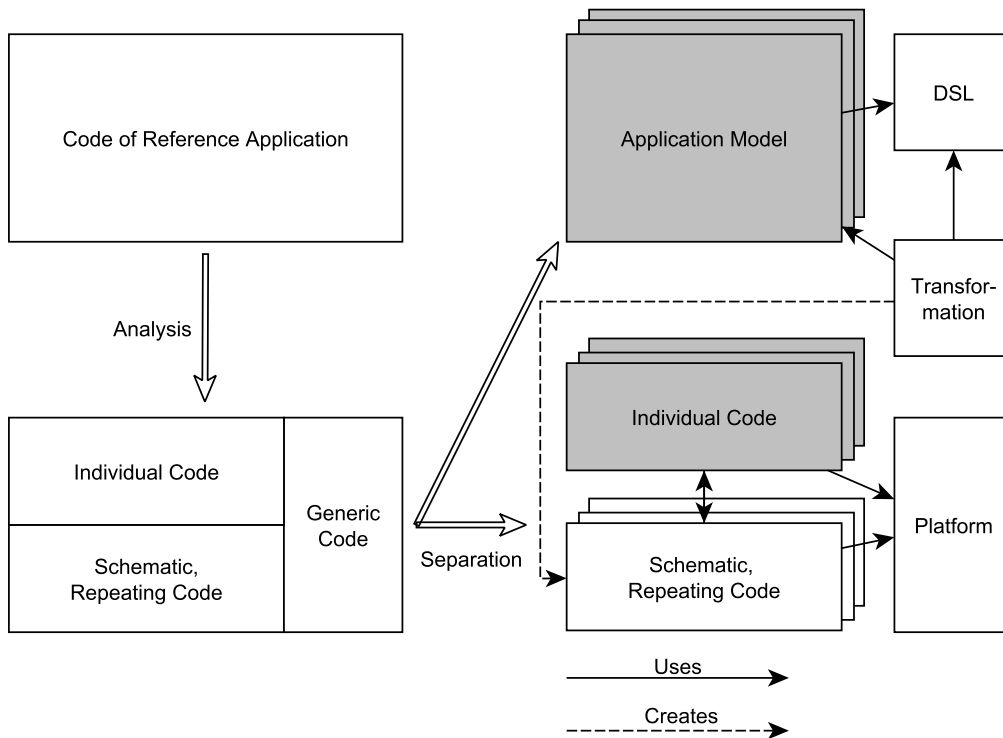 Code of Reference Application
Application Model
DSL
Analysis
Transfor-
mation
Individual Code
Generic
Code
Schematic,
Repeating Code
Separation
Individual Code
Platform
Schematic,
Repeating Code
Uses
Creates